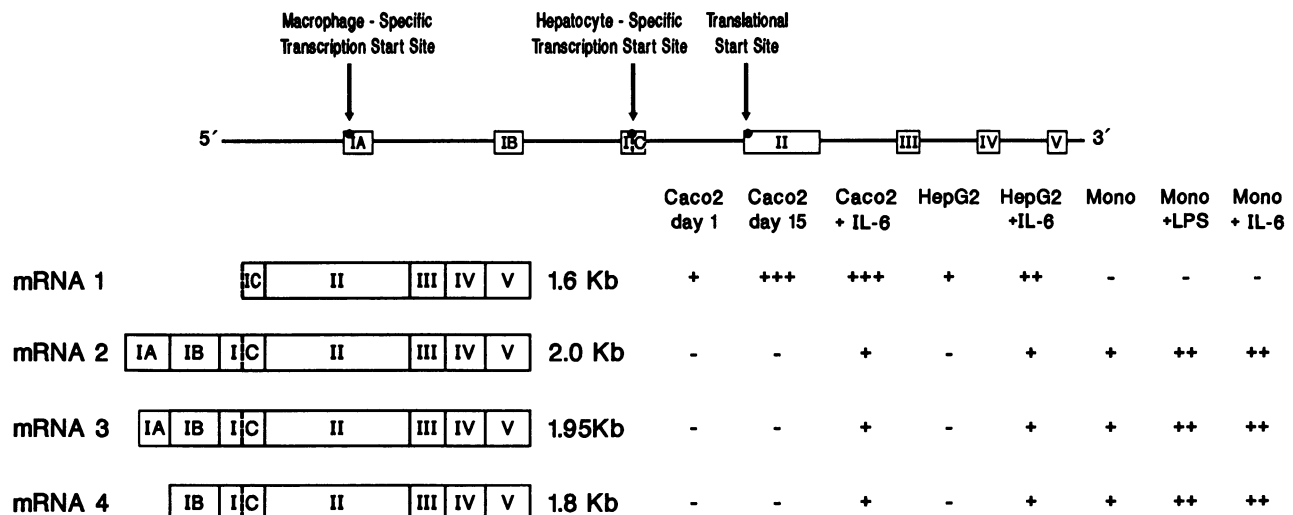 Macrophage - Specific Hepatocyte - Specific Translational
Transcription Start Site Transcription Start Site Start Site
5′ IA IB IC II III IV V 3′
Caco2 Caco2 Caco2 HepG2 HepG2 Mono Mono Mono
day 1 day 15 + IL-6 +IL-6 +LPS + IL-6
mRNA 1 IC II III IV V 1.6 Kb + +++ +++ + ++ - - -
mRNA 2 IA IB IC II III IV V 2.0 Kb - - + - + + ++ ++
mRNA 3 IA IB IC II III IV V 1.95Kb - - + - + + ++ ++
mRNA 4 IB IC II III IV V 1.8 Kb - - + - + + ++ ++